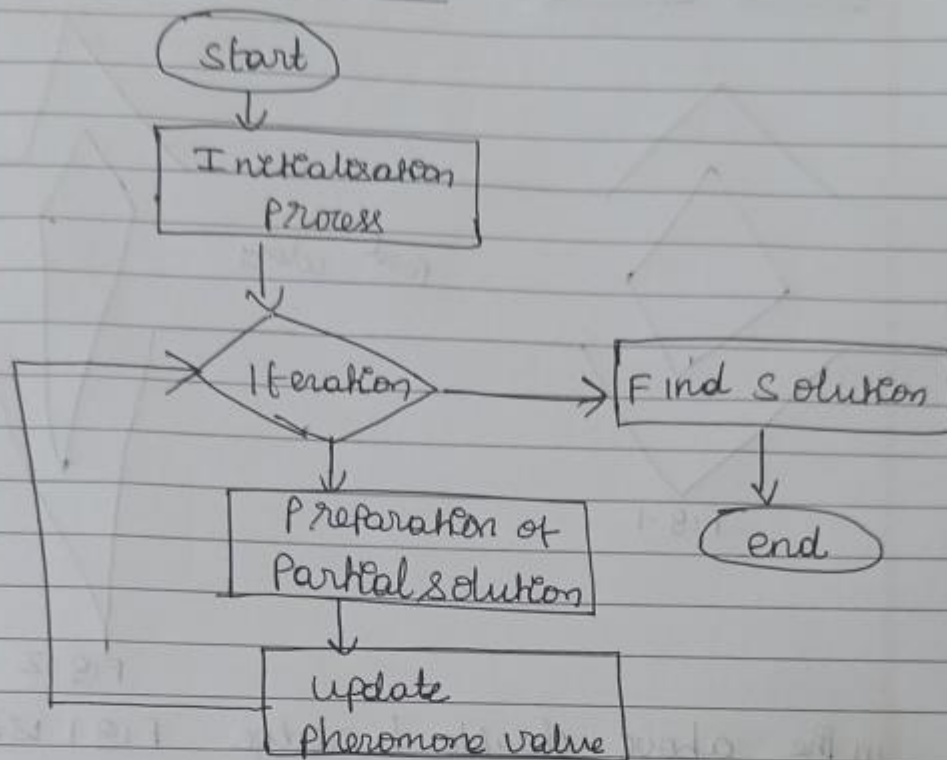 Start
Initialisation
Process
Iteration
Find Solution
Preparation of
Partial solution
end
update
pheromone value